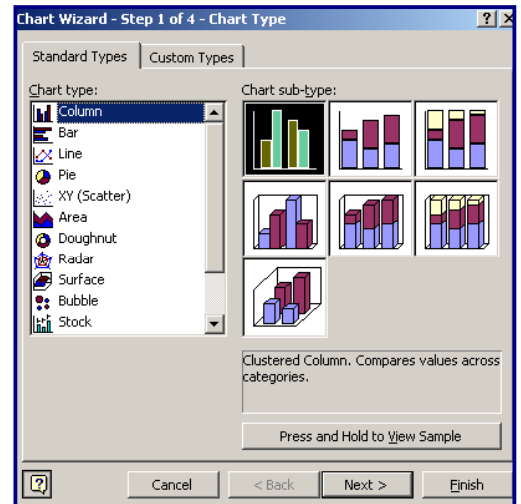 Chart Wizard - Step 1 of 4 - Chart Type
Standard Types
Custom Types
Chart type:
Column
Bar
Line
Pie
XY (Scatter)
Area
Doughnut
Radar
Surface
Bubble
Stock
Chart sub-type:
Clustered Column. Compares values across
categories.
Press and Hold to View Sample
Cancel
< Back
Next >
Finish